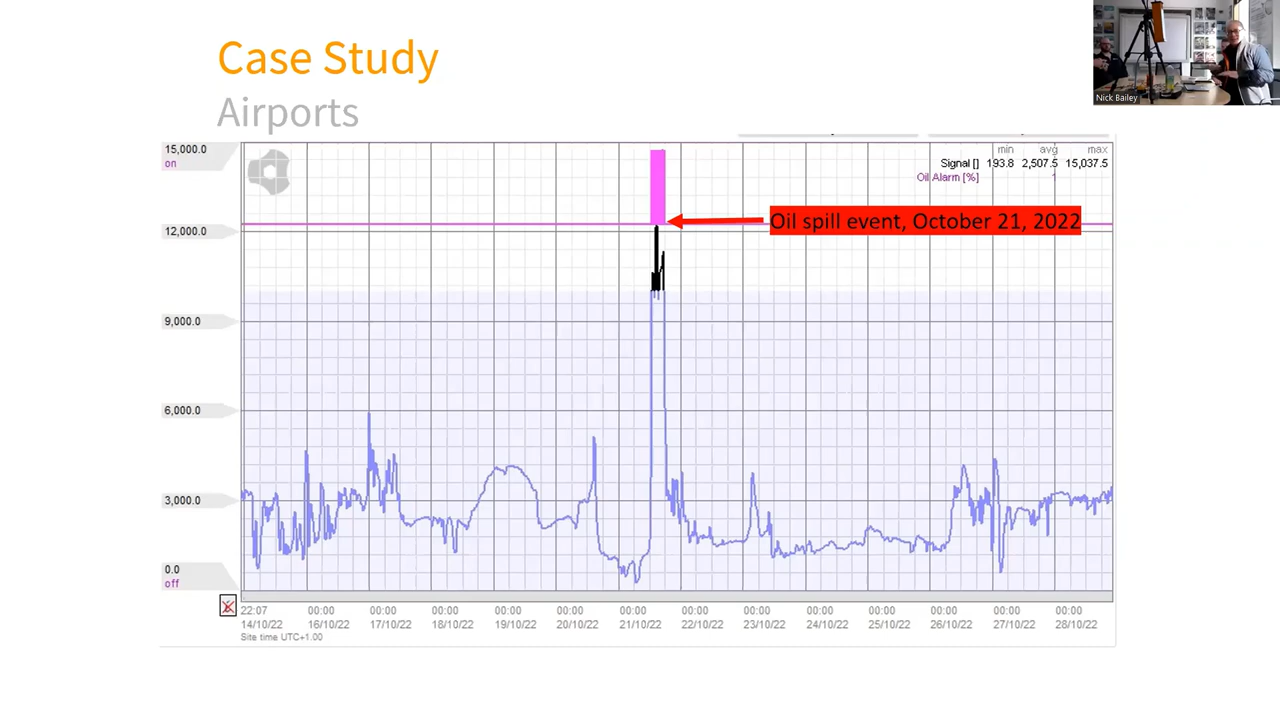 Case Study
Airports
Nick Bailey
15,000.0
on
min avg max
Signal [] 193.8 2,507.5 15,037.5
Oil Alarm [%]
Oil spill event, October 21, 2022
12,000.0
9,000.0
6,000.0
3,000.0
0.0
off
22:07 00:00 00:00 00:00 00:00 00:00 00:00 00:00 00:00 00:00 00:00 00:00 00:00 00:00
14/10/22 16/10/22 17/10/22 18/10/22 19/10/22 20/10/22 21/10/22 22/10/22 23/10/22 24/10/22 25/10/22 26/10/22 27/10/22 28/10/22
Site time UTC+1.00